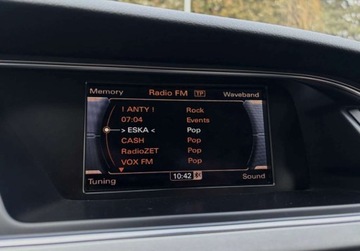 Memory Radio FM TP Waveband
! ANTY ! Rock
07:04 Events
> ESKA < Pop
CASH Pop
RadioZET Pop
VOX FM Pop
Tuning 10:42 Sound